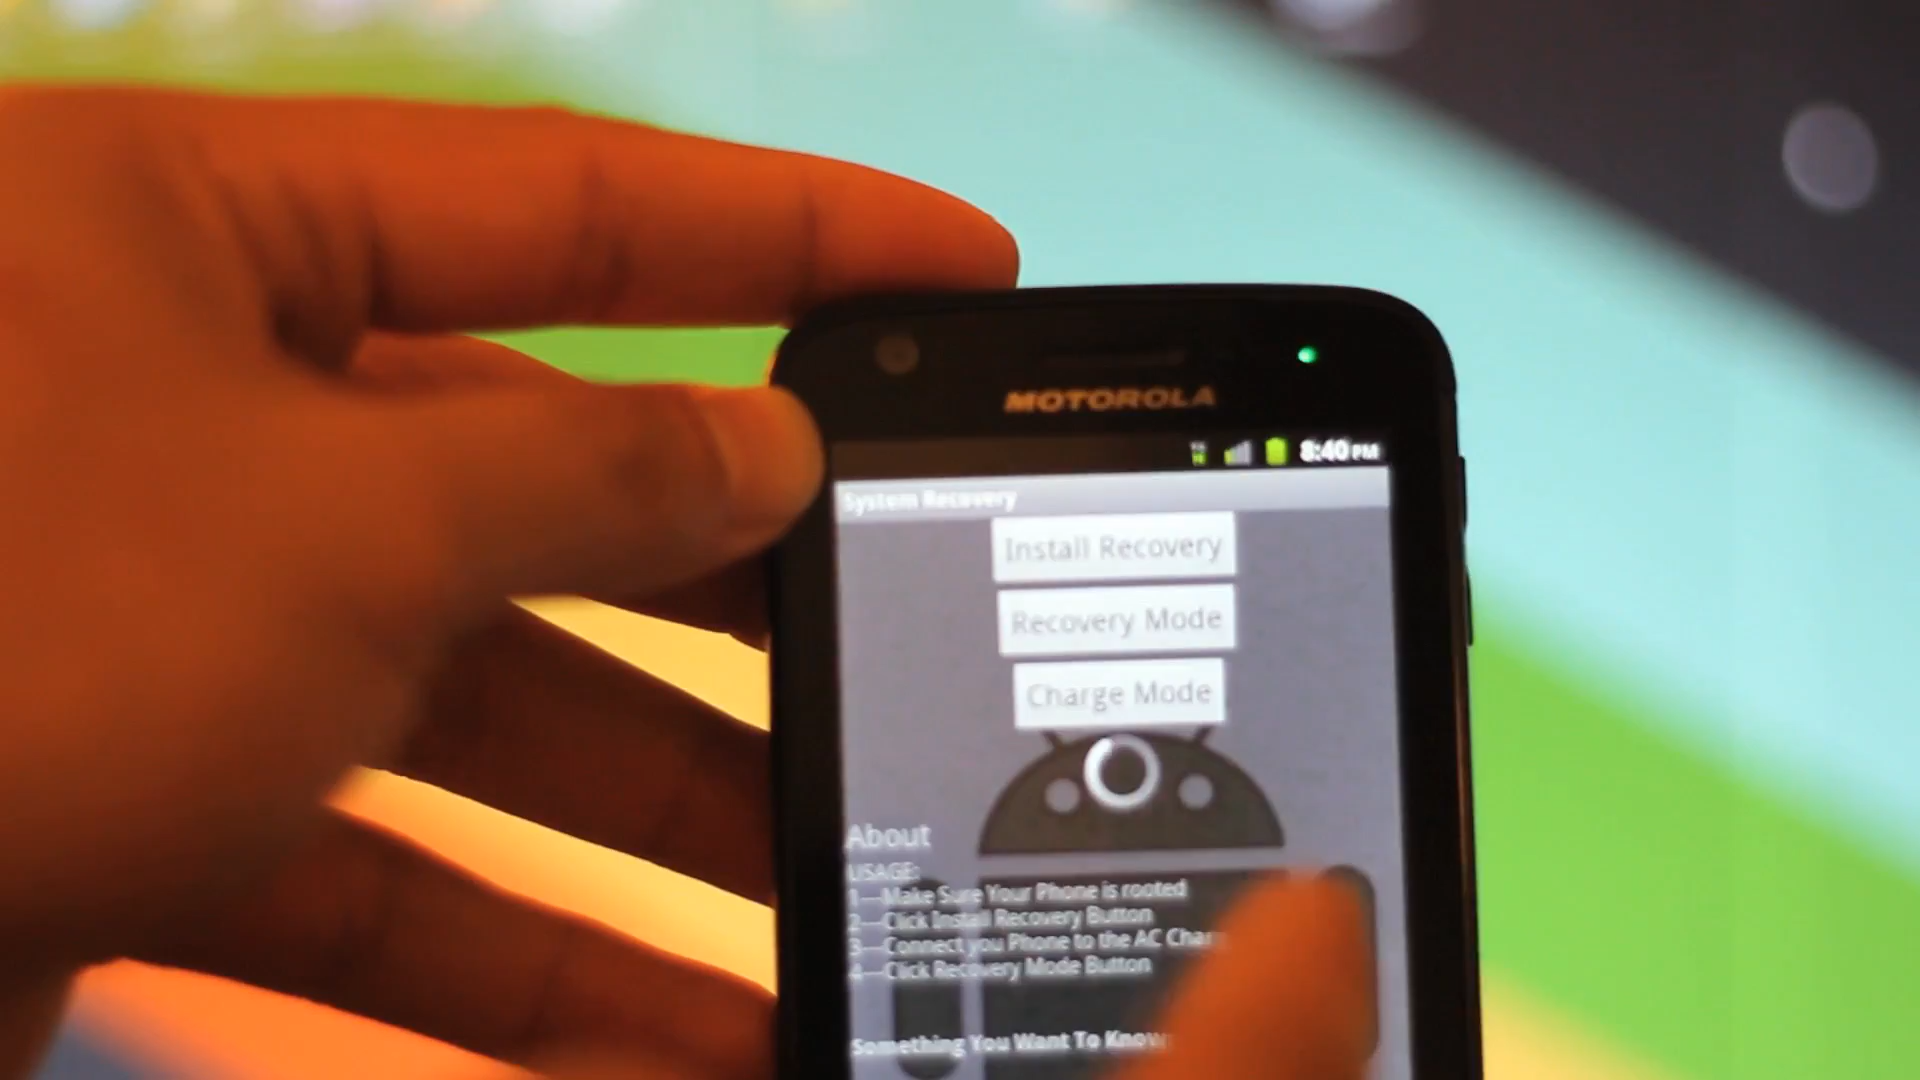 MOTOROLA
8:40 PM
System Recovery
Install Recovery
Recovery Mode
Charge Mode
About
USAGE:
1—Make Sure Your Phone is rooted
2—Click Install Recovery Button
3—Connect you Phone to the AC
4—Click Recovery Mode Button
Something You Want To Know